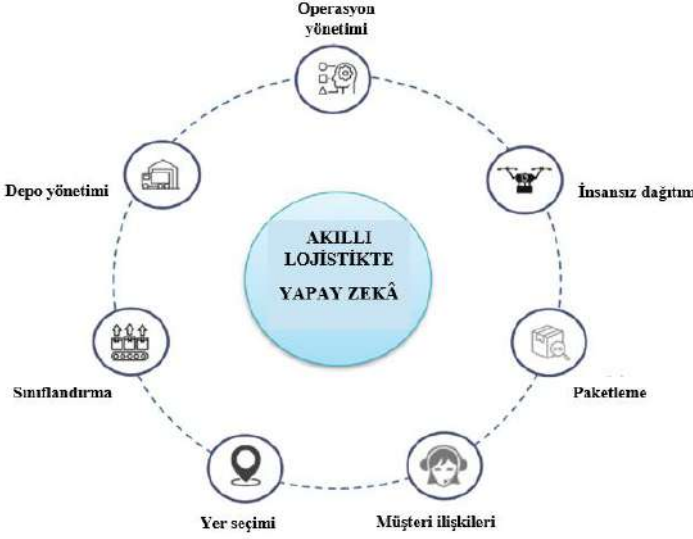 Operasyon
yönetimi
Depo yönetimi
İnsansız dağıtım
AKILLI
LOJİSTİKTE
YAPAY ZEKÂ
Sınıflandırma
Paketleme
Yer seçimi
Müşteri ilişkileri